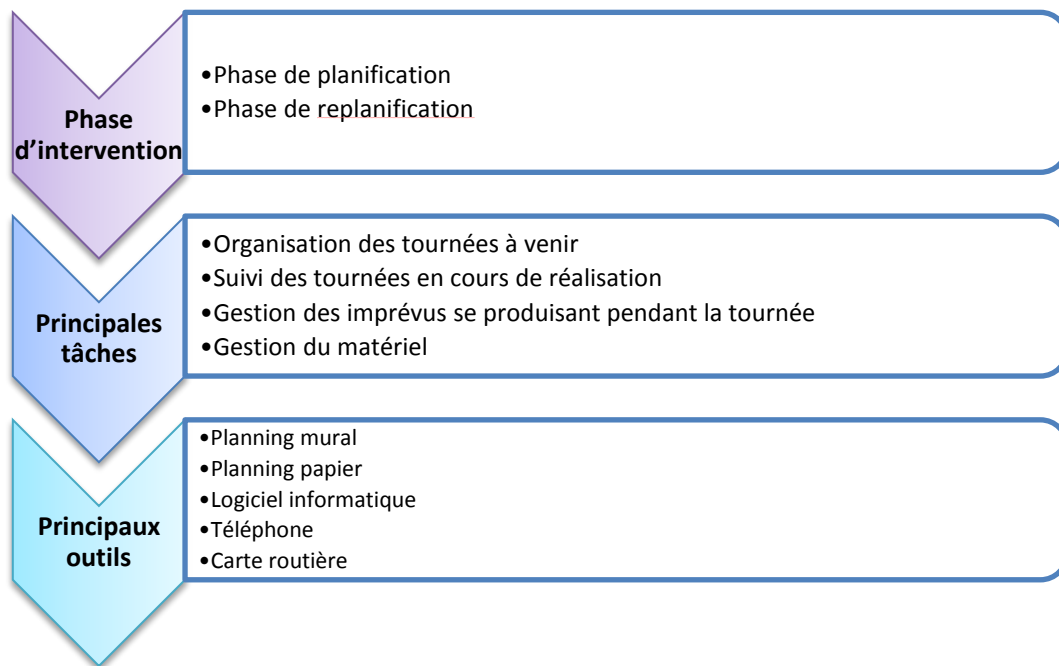 Phase
d’intervention
•Phase de planification
•Phase de replanification
Principales
tâches
•Organisation des tournées à venir
•Suivi des tournées en cours de réalisation
•Gestion des imprévus se produisant pendant la tournée
•Gestion du matériel
Principaux
outils
•Planning mural
•Planning papier
•Logiciel informatique
•Téléphone
•Carte routière